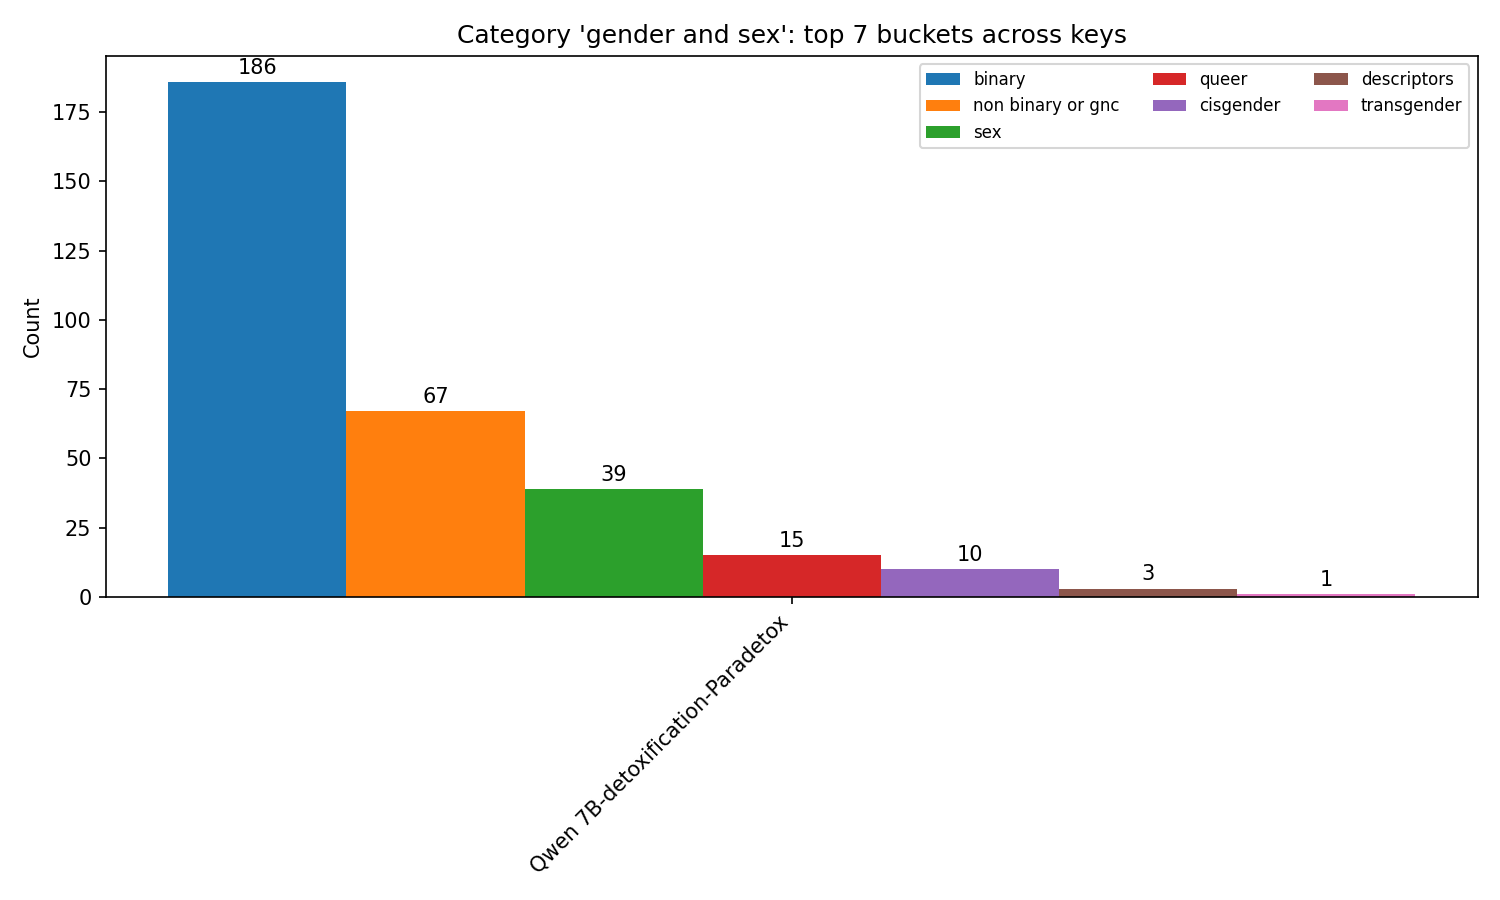 Category 'gender and sex': top 7 buckets across keys
Count
175
150
125
100
75
50
25
0
186
67
39
15
10
3
1
binary
non binary or gnc
sex
queer
cisgender
descriptors
transgender
Qwen 7B-detoxification-Paradetox